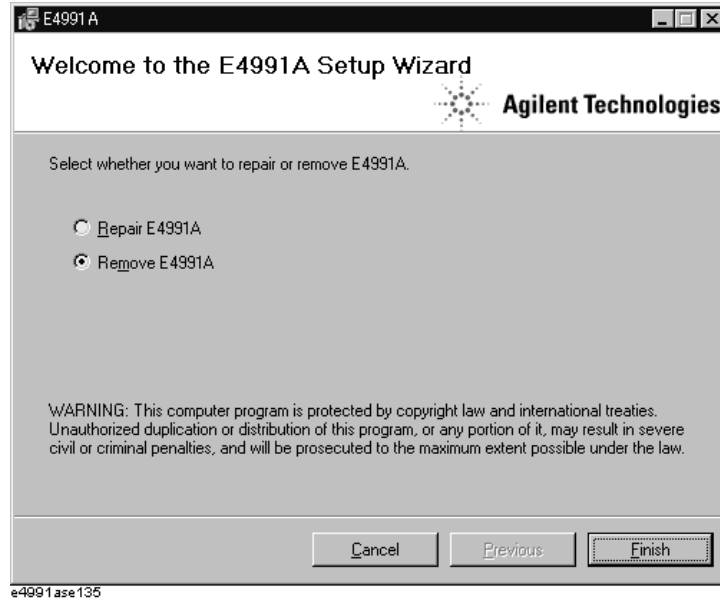 E4991A
Welcome to the E4991A Setup Wizard
Agilent Technologies
Select whether you want to repair or remove E4991A.
Repair E4991A
Remove E4991A
WARNING: This computer program is protected by copyright law and international treaties.
Unauthorized duplication or distribution of this program, or any portion of it, may result in severe
civil or criminal penalties, and will be prosecuted to the maximum extent possible under the law.
Cancel Previous Finish
e4991ase135